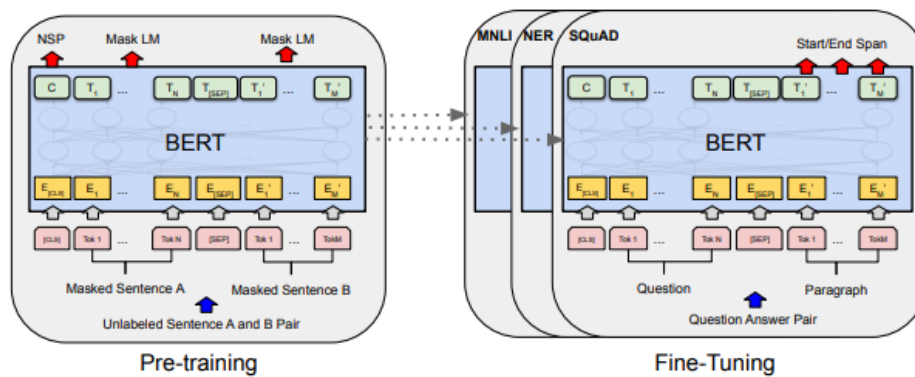 NSP Mask LM Mask LM
C T1 ... TN T[SEP] T1' ... TM'
BERT
E[CLS] E1 ... EN E[SEP] E1' ... EM'
[CLS] Tok 1 ... Tok N [SEP] Tok 1 ... TokM
Masked Sentence A Masked Sentence B
Unlabeled Sentence A and B Pair
Pre-training
MNLI NER SQuAD
Start/End Span
C T1 ... TN T[SEP] T1' ... TM'
BERT
E[CLS] E1 ... EN E[SEP] E1' ... EM'
[CLS] Tok 1 ... Tok N [SEP] Tok 1 ... TokM
Question Paragraph
Question Answer Pair
Fine-Tuning